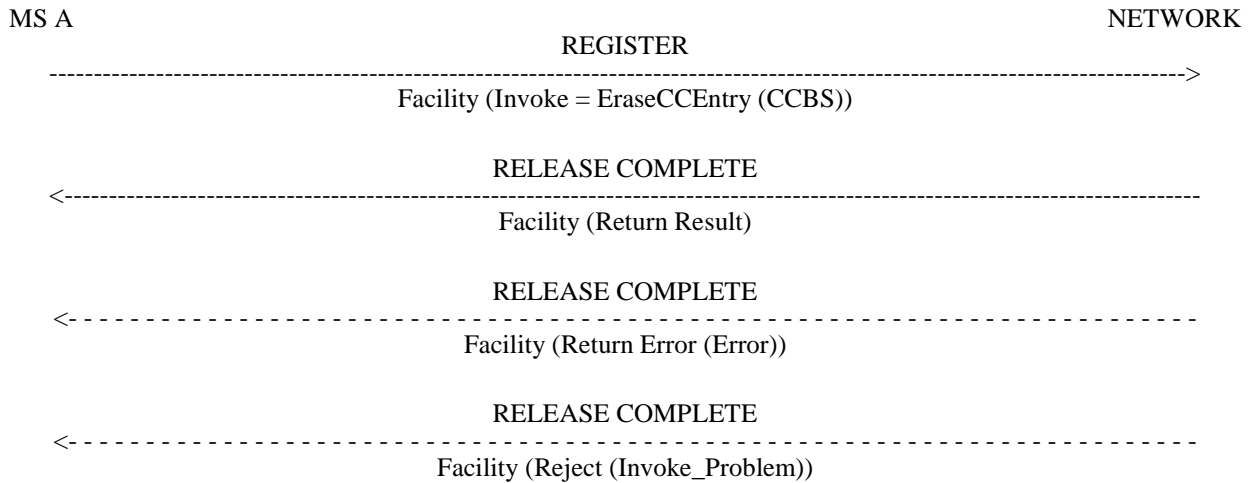 MS A NETWORK
REGISTER
------------------------------------------------------------------------------------------------------------------------------->
Facility (Invoke = EraseCCEntry (CCBS))
RELEASE COMPLETE
<-------------------------------------------------------------------------------------------------------------------------------
Facility (Return Result)
RELEASE COMPLETE
<- - - - - - - - - - - - - - - - - - - - - - - - - - - - - - - - - - - - - - - - - - - - - - - - - - - - - - - - - - - - - - - - - - - - - - - - -
Facility (Return Error (Error))
RELEASE COMPLETE
<- - - - - - - - - - - - - - - - - - - - - - - - - - - - - - - - - - - - - - - - - - - - - - - - - - - - - - - - - - - - - - - - - - - - - - - - -
Facility (Reject (Invoke_Problem))